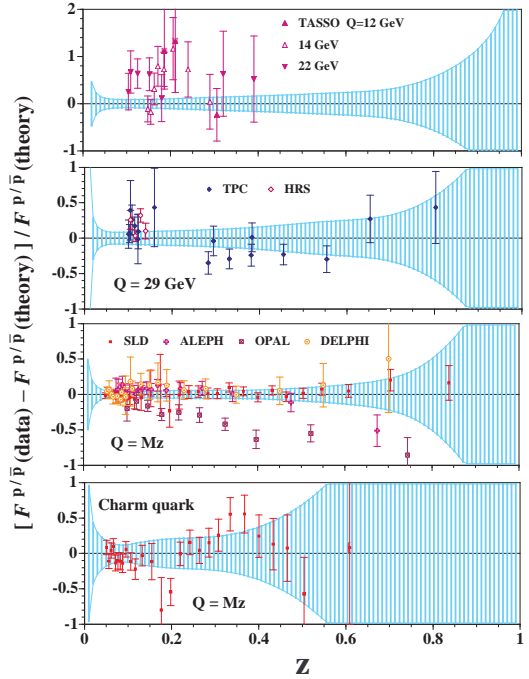 [ F p/p̅ (data) − F p/p̅ (theory) ] / F p/p̅ (theory)
2
1
0
-1
TASSO Q=12 GeV
14 GeV
22 GeV
1
0.5
0
-0.5
-1
TPC HRS
Q = 29 GeV
1
0.5
0
-0.5
-1
SLD ALEPH OPAL DELPHI
Q = Mz
1
0.5
0
-0.5
-1
Charm quark
Q = Mz
0 0.2 0.4 0.6 0.8 1
z